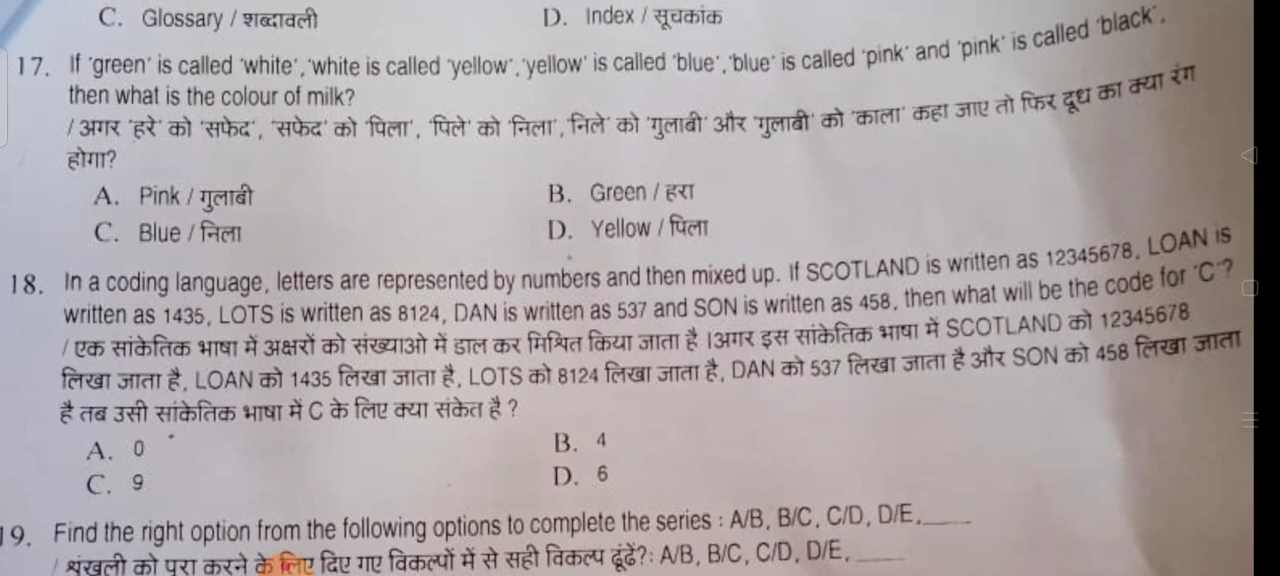 C. Glossary / शब्दावली D. Index / सूचकांक
17. If 'green' is called 'white', 'white is called 'yellow', 'yellow' is called 'blue', 'blue' is called 'pink' and 'pink' is called 'black',
then what is the colour of milk?
/ अगर 'हरे' को 'सफेद', 'सफेद' को 'पिला', 'पिले' को 'निला', निले' को 'गुलाबी' और 'गुलाबी' को 'काला' कहा जाए तो फिर दूध का क्या रंग
होगा?
A. Pink / गुलाबी B. Green / हरा
C. Blue / निला D. Yellow / पिला
18. In a coding language, letters are represented by numbers and then mixed up. If SCOTLAND is written as 12345678, LOAN is
written as 1435, LOTS is written as 8124, DAN is written as 537 and SON is written as 458, then what will be the code for 'C'?
/ एक सांकेतिक भाषा में अक्षरों को संख्याओ में डाल कर मिश्रित किया जाता है ।अगर इस सांकेतिक भाषा में SCOTLAND को 12345678
लिखा जाता है, LOAN को 1435 लिखा जाता है, LOTS को 8124 लिखा जाता है, DAN को 537 लिखा जाता है और SON को 458 लिखा जाता
है तब उसी सांकेतिक भाषा में C के लिए क्या संकेत है ?
A. 0 B. 4
C. 9 D. 6
19. Find the right option from the following options to complete the series : A/B, B/C, C/D, D/E,____
/ श्रृंखली को पूरा करने के लिए दिए गए विकल्पों में से सही विकल्प ढूंढें?: A/B, B/C, C/D, D/E, ____